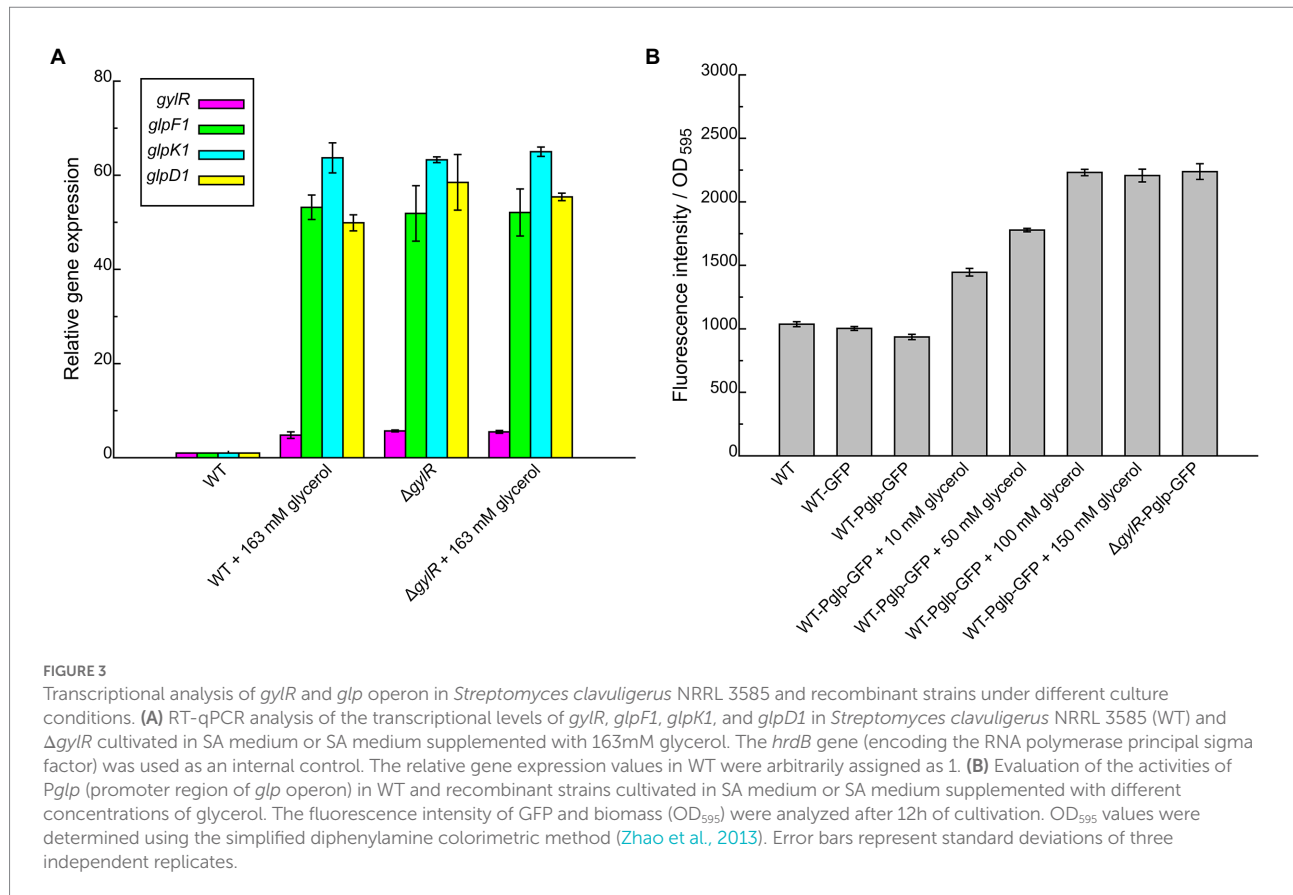 A
80
60
40
20
0
Relative gene expression
gylR
glpF1
glpK1
glpD1
WT
WT + 163 mM glycerol
ΔgylR
ΔgylR + 163 mM glycerol
B
3000
2500
2000
1500
1000
500
0
Fluorescence intensity / OD595
WT
WT-GFP
WT-Pglp-GFP
WT-Pglp-GFP + 10 mM glycerol
WT-Pglp-GFP + 50 mM glycerol
WT-Pglp-GFP + 100 mM glycerol
WT-Pglp-GFP + 150 mM glycerol
ΔgylR-Pglp-GFP
FIGURE 3
Transcriptional analysis of gylR and glp operon in Streptomyces clavuligerus NRRL 3585 and recombinant strains under different culture
conditions. (A) RT-qPCR analysis of the transcriptional levels of gylR, glpF1, glpK1, and glpD1 in Streptomyces clavuligerus NRRL 3585 (WT) and
ΔgylR cultivated in SA medium or SA medium supplemented with 163mM glycerol. The hrdB gene (encoding the RNA polymerase principal sigma
factor) was used as an internal control. The relative gene expression values in WT were arbitrarily assigned as 1. (B) Evaluation of the activities of
Pglp (promoter region of glp operon) in WT and recombinant strains cultivated in SA medium or SA medium supplemented with different
concentrations of glycerol. The fluorescence intensity of GFP and biomass (OD595) were analyzed after 12h of cultivation. OD595 values were
determined using the simplified diphenylamine colorimetric method (Zhao et al., 2013). Error bars represent standard deviations of three
independent replicates.